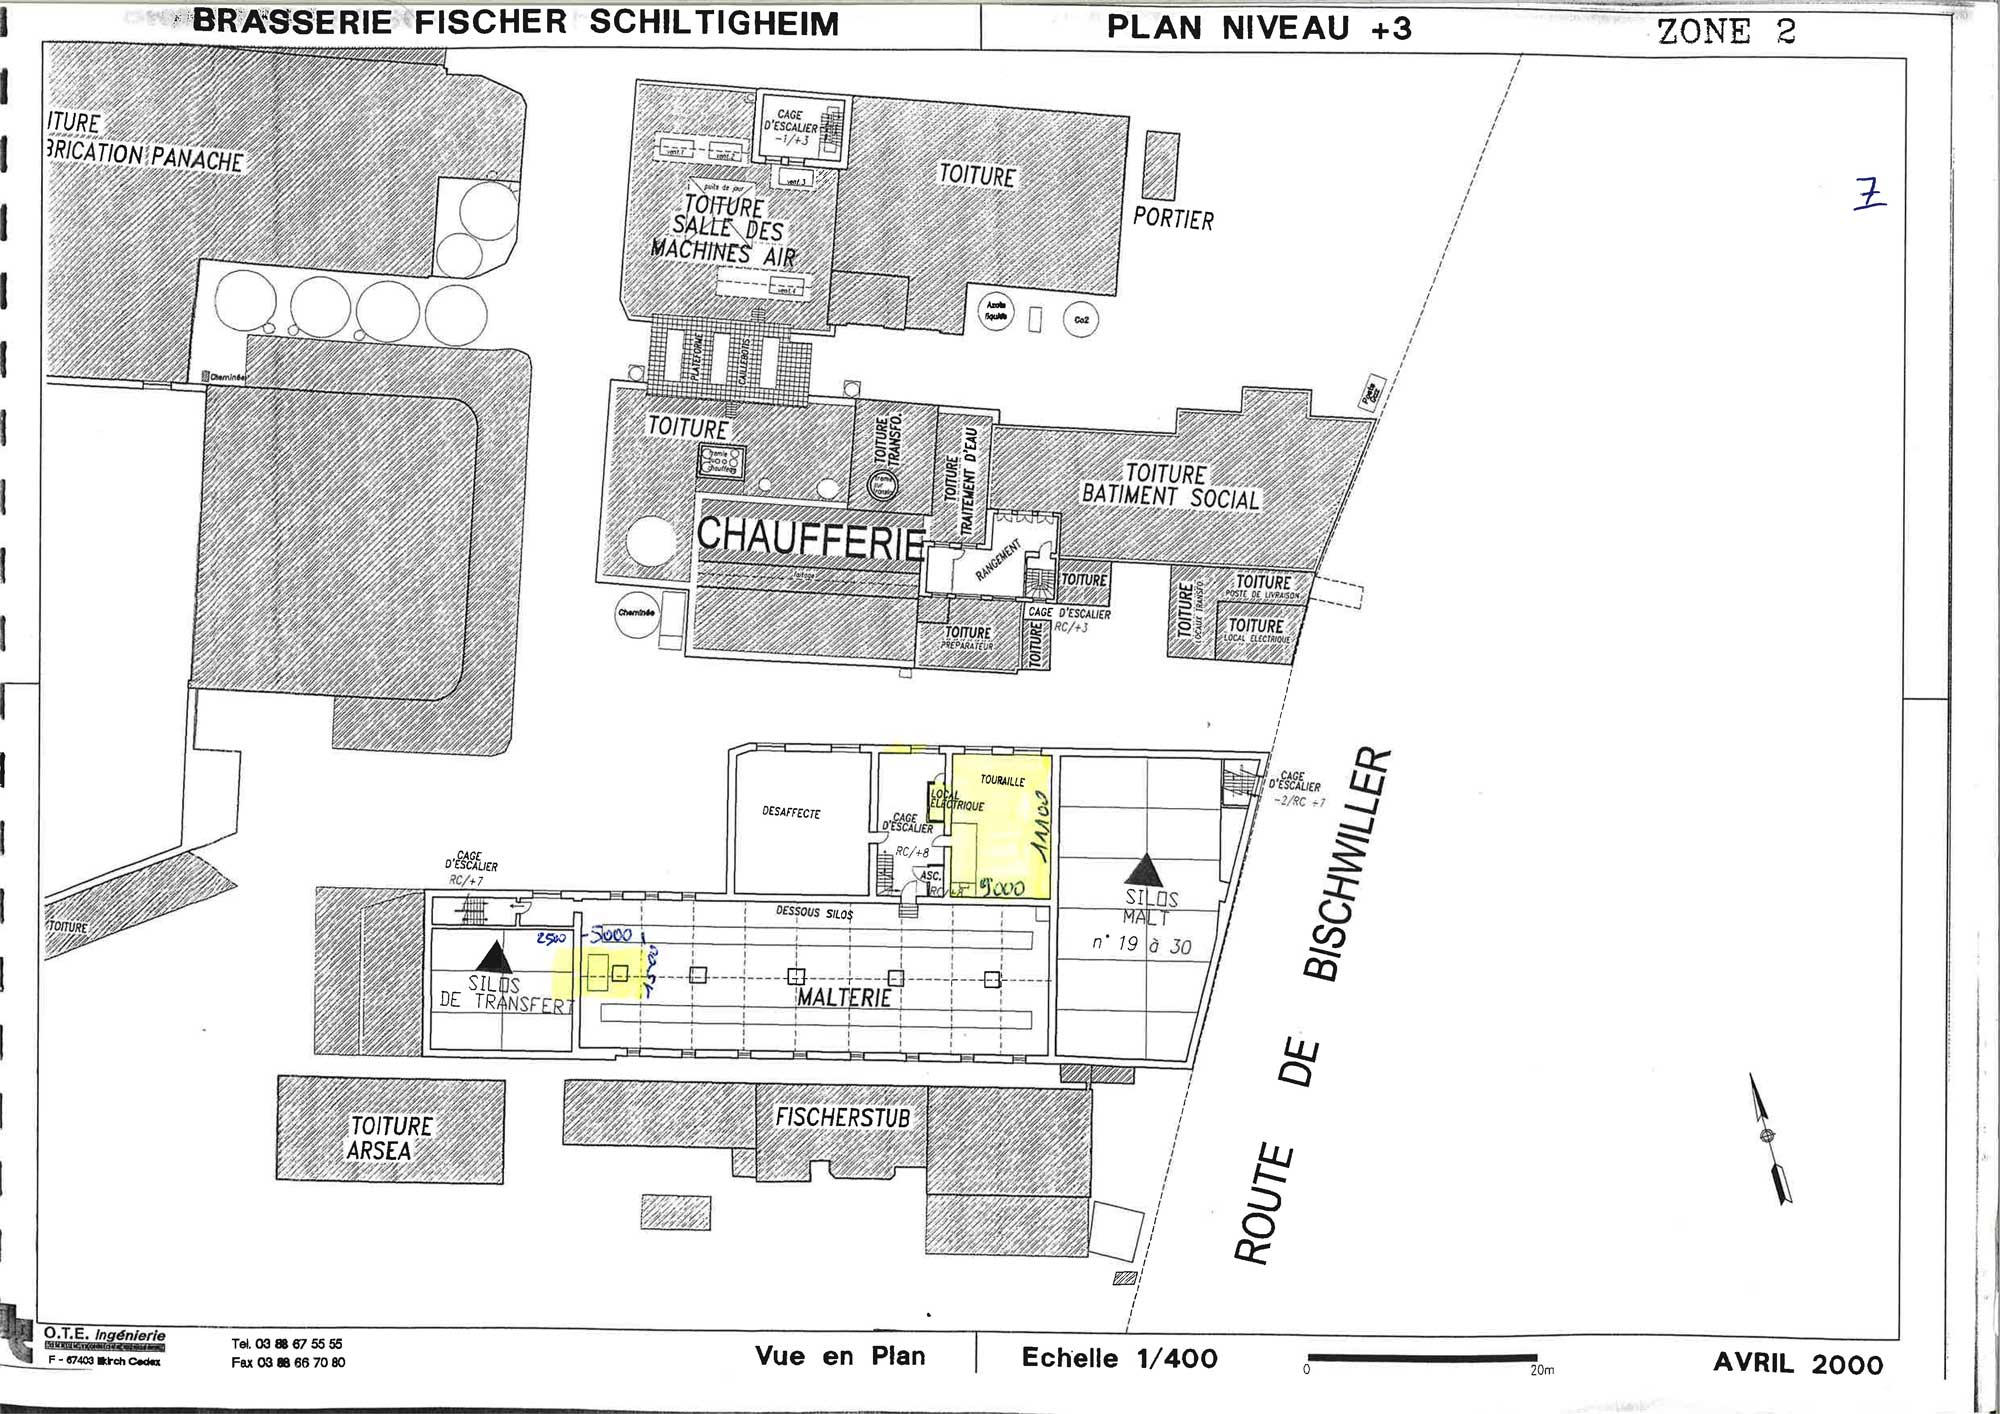 BRASSERIE FISCHER SCHILTIGHEIM
PLAN NIVEAU +3
ZONE 2
7
ITURE
BRICATION PANACHE
CAGE
D'ESCALIER
-1/+3
vent.1
vent.2
vent.3
puits de jour
TOITURE
SALLE DES
MACHINES AIR
vent.4
TOITURE
PORTIER
Azote
liquide
Co2
PLATEFORME
CAILLEBOTIS
Cheminée
Poste
Gaz
TOITURE
tremie
chaufferie
TOITURE
TRANSFO.
TOITURE
TRAITEMENT D'EAU
TOITURE
BATIMENT SOCIAL
CHAUFFERIE
RANGEMENT
TOITURE
CAGE D'ESCALIER
RC/+3
Cheminée
TOITURE
PREPARATEUR
TOITURE
TOITURE
LOCAUX TRANSFO.
TOITURE
POSTE DE LIVRAISON
TOITURE
LOCAL ELECTRIQUE
DESAFFECTE
TOURAILLE
LOCAL
ELECTRIQUE
CAGE
D'ESCALIER
RC/+8
ASC.
RC/+8
11100
9000
CAGE
D'ESCALIER
-2/RC +7
CAGE
D'ESCALIER
RC/+7
DESSOUS SILOS
2500
5000
1500
SILOS
DE TRANSFERT
MALTERIE
SILOS
MALT
n° 19 à 30
TOITURE
TOITURE
ARSEA
FISCHERSTUB
ROUTE DE BISCHWILLER
O.T.E. Ingénierie
F - 67403 Illkirch Cedex
Tel. 03 88 67 55 55
Fax 03 88 66 70 80
Vue en Plan
Echelle 1/400
0
20m
AVRIL 2000